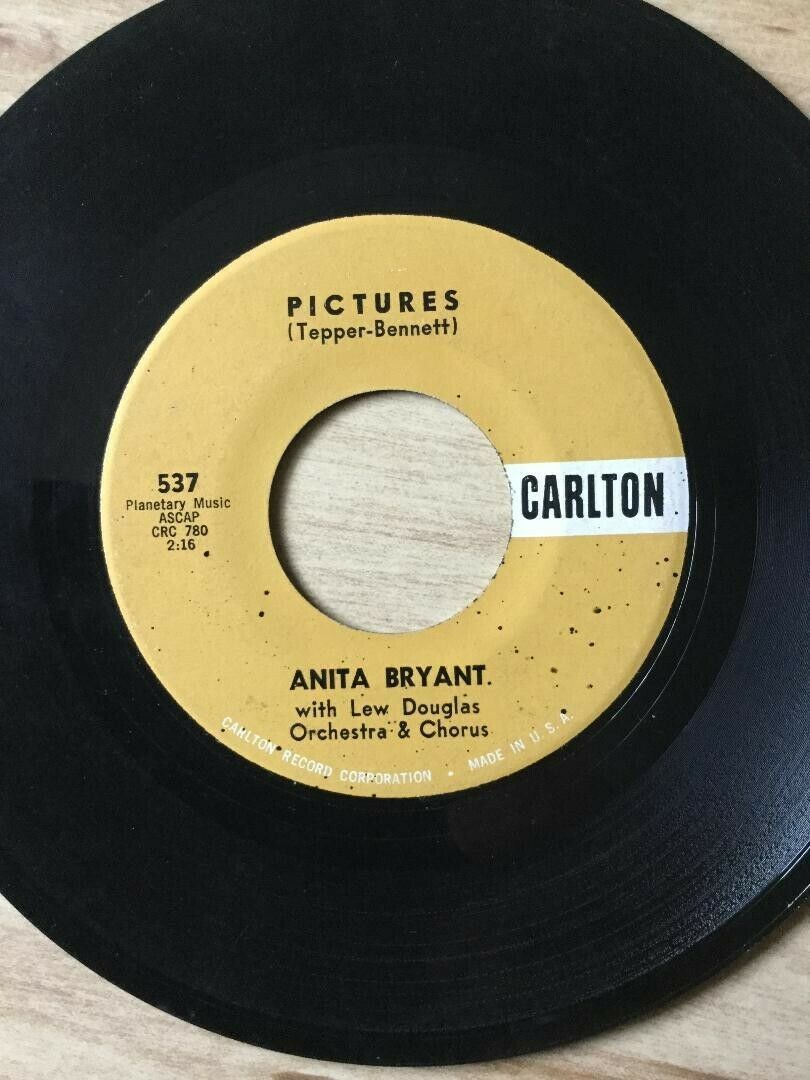 PICTURES
(Tepper-Bennett)
537
Planetary Music
ASCAP
CRC 780
2:16
CARLTON
ANITA BRYANT
with Lew Douglas
Orchestra & Chorus
CARLTON RECORD CORPORATION • MADE IN U.S.A.